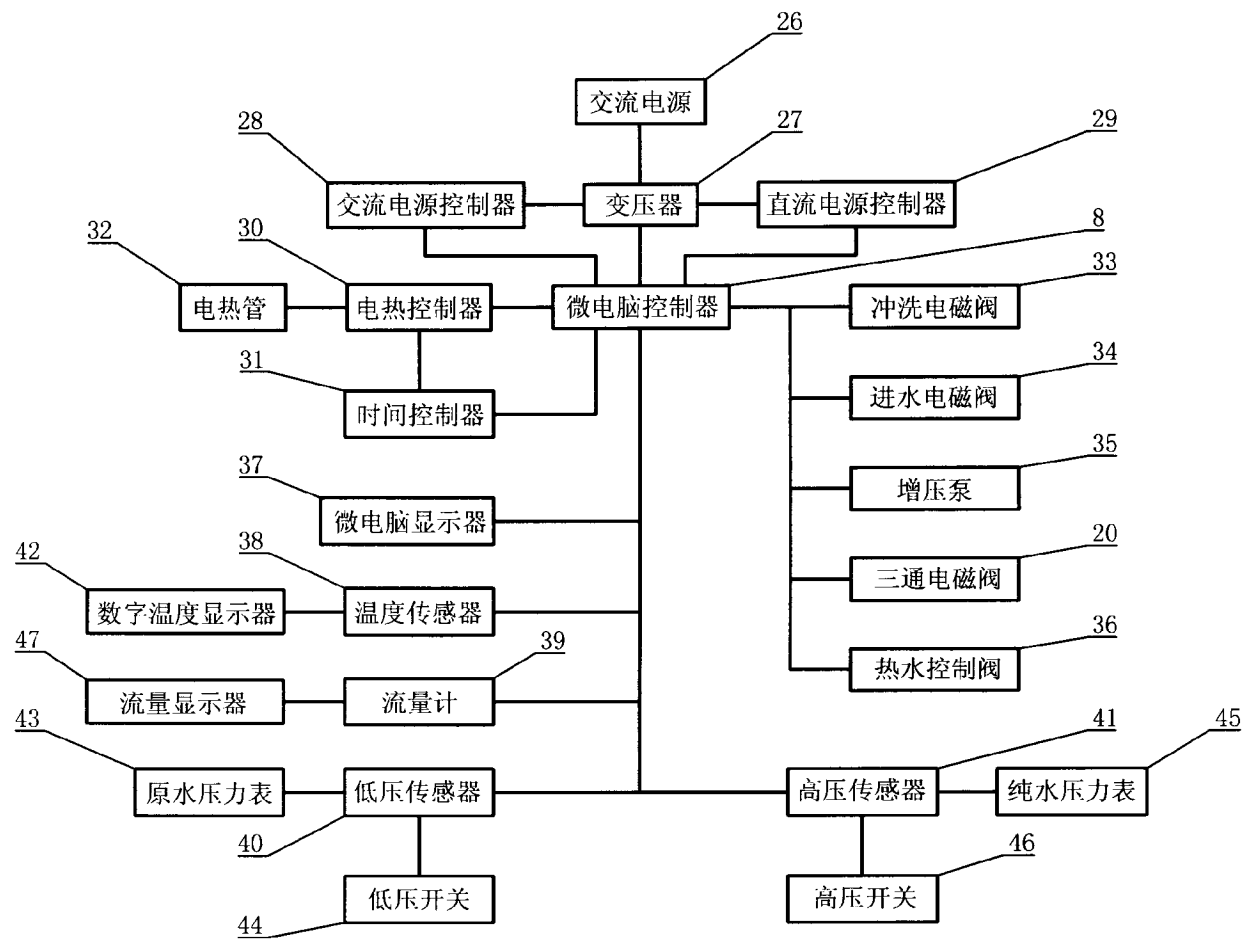 26
交流电源
28
27
29
交流电源控制器
变压器
直流电源控制器
32
30
8
33
电热管
电热控制器
微电脑控制器
冲洗电磁阀
31
34
时间控制器
进水电磁阀
37
35
微电脑显示器
增压泵
42
38
20
数字温度显示器
温度传感器
三通电磁阀
47
39
36
流量显示器
流量计
热水控制阀
43
41
45
原水压力表
低压传感器
高压传感器
纯水压力表
40
46
低压开关
高压开关
44